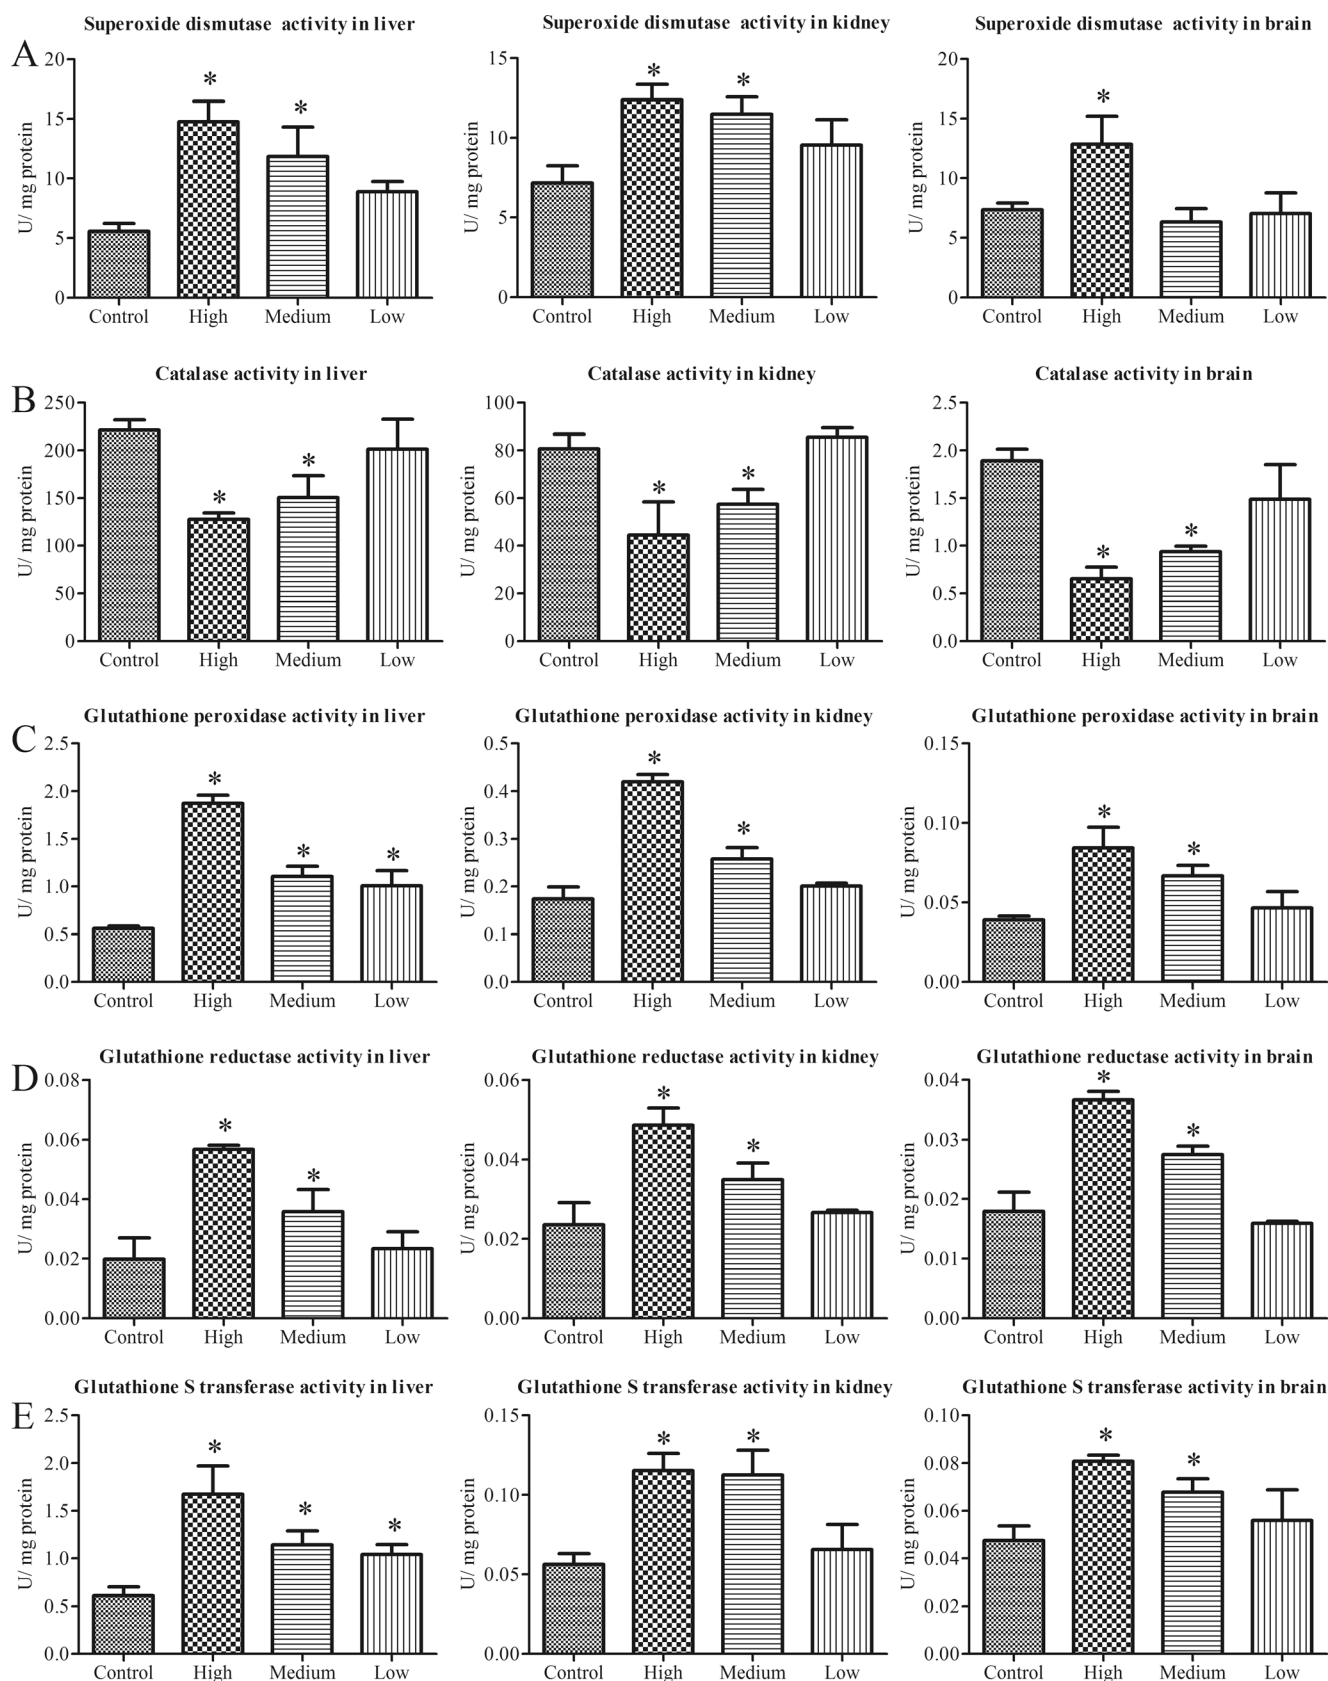 Superoxide dismutase activity in liver
Superoxide dismutase activity in kidney
Superoxide dismutase activity in brain
A
20
15
10
5
0
U/ mg protein
*
*
Control High Medium Low
15
10
5
0
U/ mg protein
*
*
Control High Medium Low
20
15
10
5
0
U/ mg protein
*
Control High Medium Low
Catalase activity in liver
Catalase activity in kidney
Catalase activity in brain
B
250
200
150
100
50
0
U/ mg protein
*
*
Control High Medium Low
100
80
60
40
20
0
U/ mg protein
*
*
Control High Medium Low
2.5
2.0
1.5
1.0
0.5
0.0
U/ mg protein
*
*
Control High Medium Low
Glutathione peroxidase activity in liver
Glutathione peroxidase activity in kidney
Glutathione peroxidase activity in brain
C
2.5
2.0
1.5
1.0
0.5
0.0
U/ mg protein
*
*
*
Control High Medium Low
0.5
0.4
0.3
0.2
0.1
0.0
U/ mg protein
*
*
Control High Medium Low
0.15
0.10
0.05
0.00
U/ mg protein
*
*
Control High Medium Low
Glutathione reductase activity in liver
Glutathione reductase activity in kidney
Glutathione reductase activity in brain
D
0.08
0.06
0.04
0.02
0.00
U/ mg protein
*
*
Control High Medium Low
0.06
0.04
0.02
0.00
U/ mg protein
*
*
Control High Medium Low
0.04
0.03
0.02
0.01
0.00
U/ mg protein
*
*
Control High Medium Low
Glutathione S transferase activity in liver
Glutathione S transferase activity in kidney
Glutathione S transferase activity in brain
E
2.5
2.0
1.5
1.0
0.5
0.0
U/ mg protein
*
*
*
Control High Medium Low
0.15
0.10
0.05
0.00
U/ mg protein
*
*
Control High Medium Low
0.10
0.08
0.06
0.04
0.02
0.00
U/ mg protein
*
*
Control High Medium Low